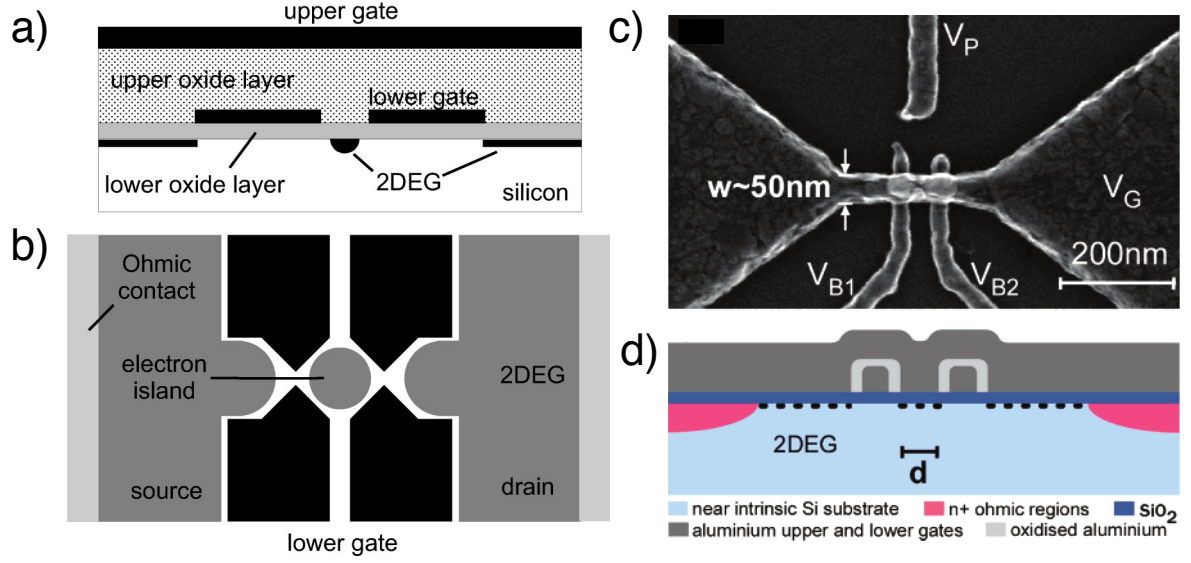 a)
upper gate
upper oxide layer
lower gate
lower oxide layer
2DEG
silicon
b)
Ohmic
contact
electron
island
2DEG
source
drain
lower gate
c)
V_P
w~50nm
V_G
200nm
V_B1
V_B2
d)
2DEG
d
near intrinsic Si substrate
n+ ohmic regions
SiO₂
aluminium upper and lower gates
oxidised aluminium